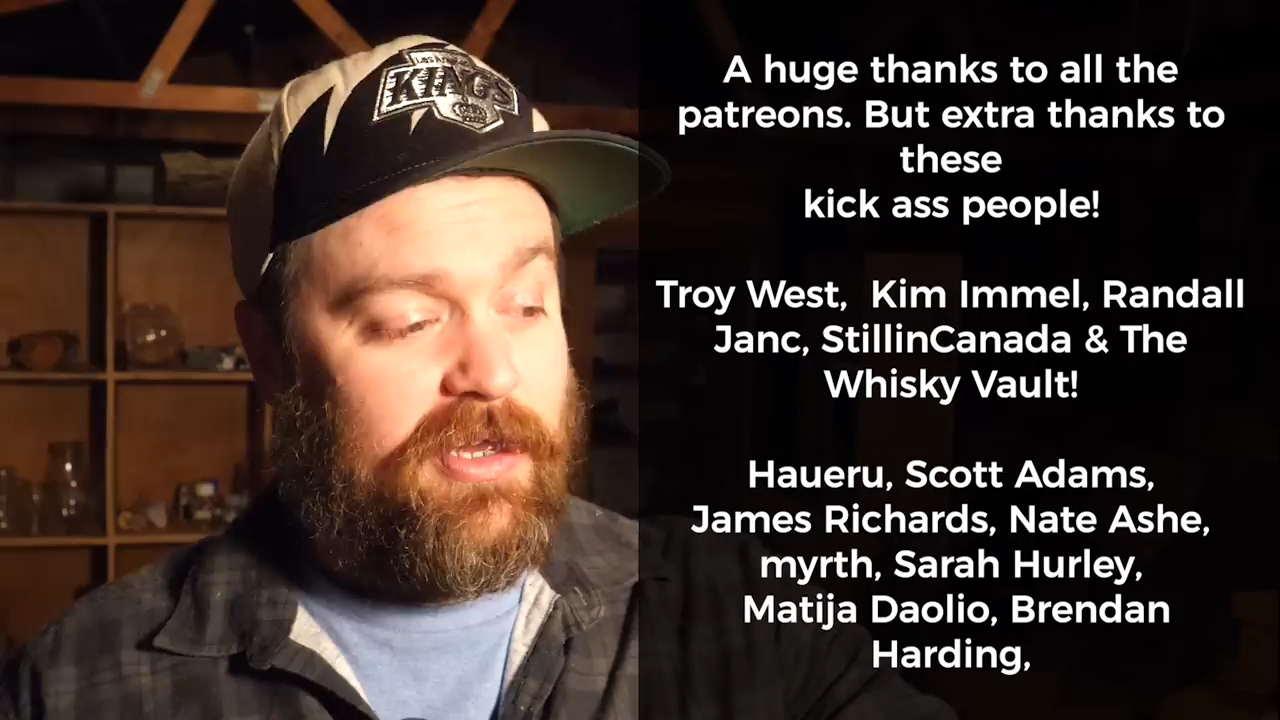 Los Angeles
KINGS
A huge thanks to all the
patreons. But extra thanks to
these
kick ass people!
Troy West,  Kim Immel, Randall
Janc, StillinCanada & The
Whisky Vault!
Haueru, Scott Adams,
James Richards, Nate Ashe,
myrth, Sarah Hurley,
Matija Daolio, Brendan
Harding,